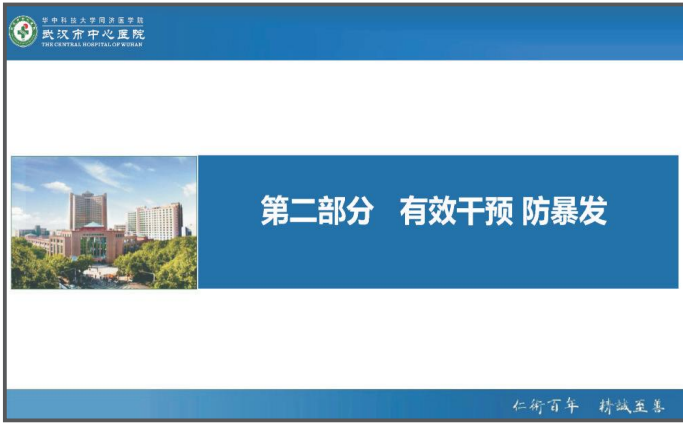 华中科技大学同济医学院
武汉市中心医院
THE CENTRAL HOSPITAL OF WUHAN
第二部分 有效干预 防暴发
仁術百年 精誠至善